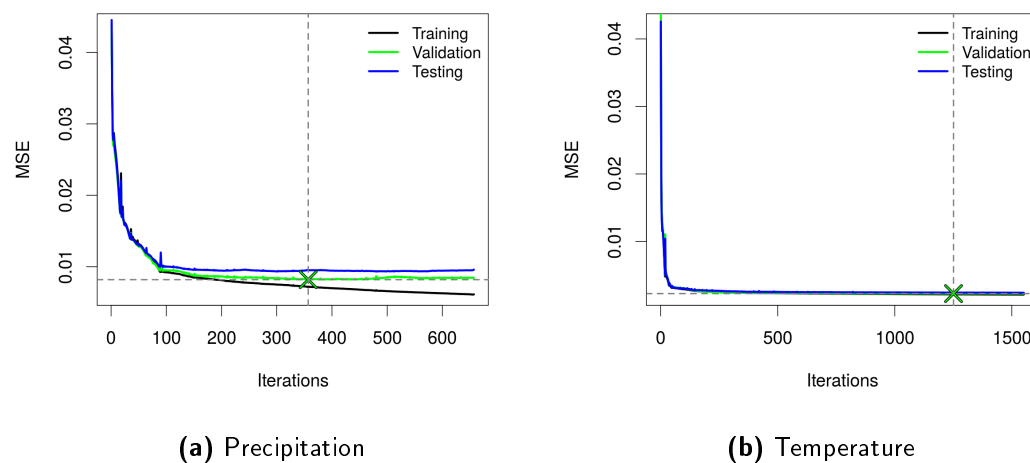 MSE
0.04
0.03
0.02
0.01
0 100 200 300 400 500 600
Iterations
Training
Validation
Testing
(a) Precipitation
MSE
0.04
0.03
0.02
0.01
0 500 1000 1500
Iterations
Training
Validation
Testing
(b) Temperature